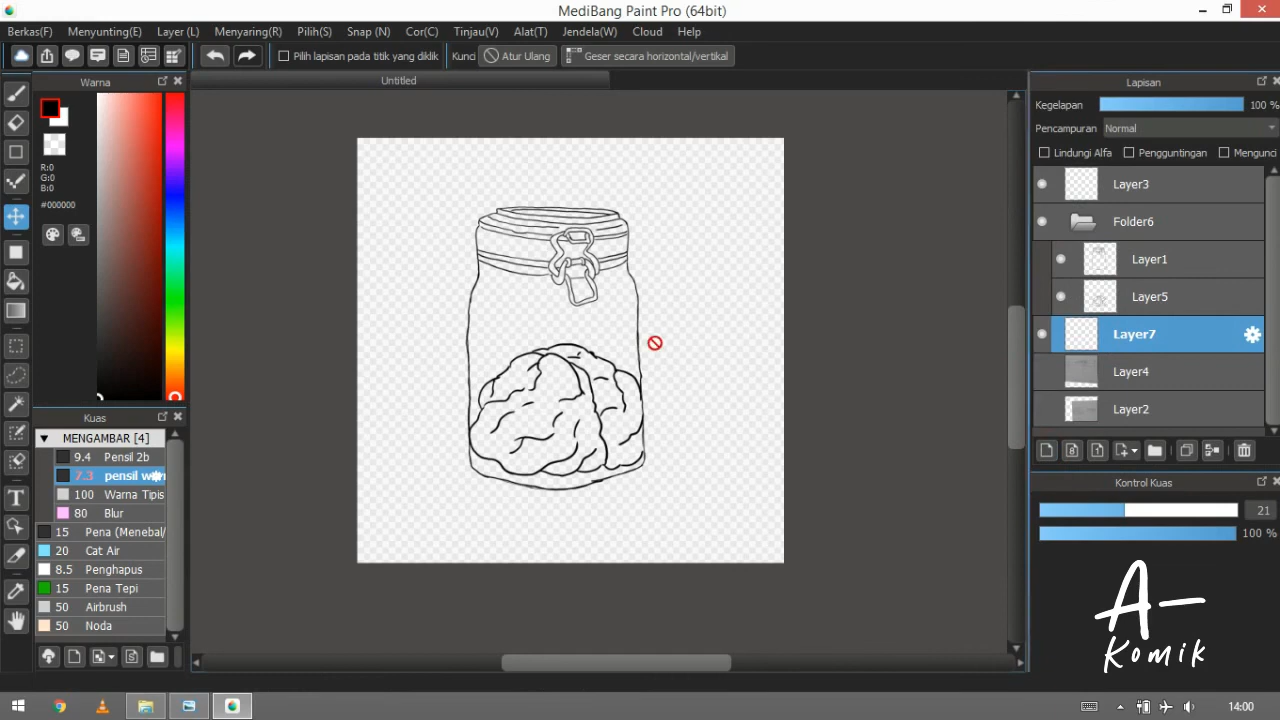 MediBang Paint Pro (64bit)
Berkas(F) Menyunting(E) Layer (L) Menyaring(R) Pilih(S) Snap (N) Cor(C) Tinjau(V) Alat(T) Jendela(W) Cloud Help
Pilih lapisan pada titik yang diklik Kunci Atur Ulang Geser secara horizontal/vertikal
Warna
Untitled
Lapisan
Kegelapan 100 %
Pencampuran Normal
Lindungi Alfa Pengguntingan Mengunci
R:0
G:0
B:0
#000000
Layer3
Folder6
Layer1
Layer5
Layer7
Layer4
Layer2
Kuas
MENGAMBAR [4]
9.4 Pensil 2b
7.3 pensil warn
100 Warna Tipis
80 Blur
15 Pena (Menebal/
20 Cat Air
8.5 Penghapus
15 Pena Tepi
50 Airbrush
50 Noda
Kontrol Kuas
21
100 %
A-
Komik
14:00